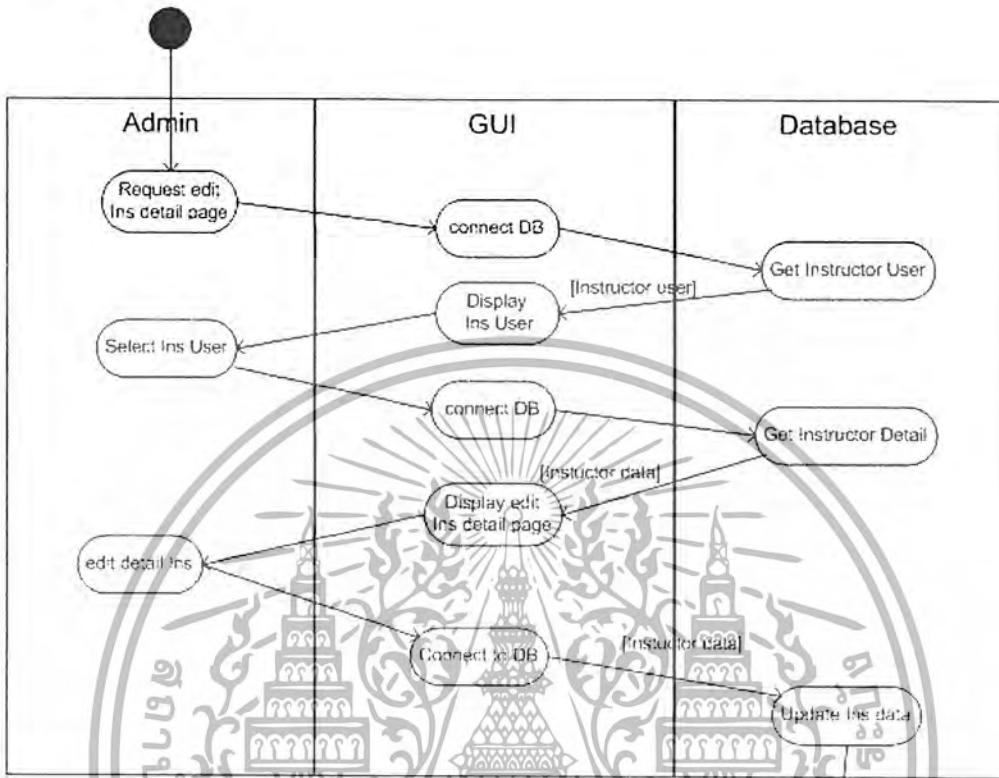 Admin
GUI
Database
Request edit
Ins detail page
connect DB
Get Instructor User
[Instructor user]
Display
Ins User
Select Ins User
connect DB
Get Instructor Detail
[Instuctor data]
Display edit
Ins detail page
edit detail Ins
Connect to DB
[Instuctor data]
Update Ins data